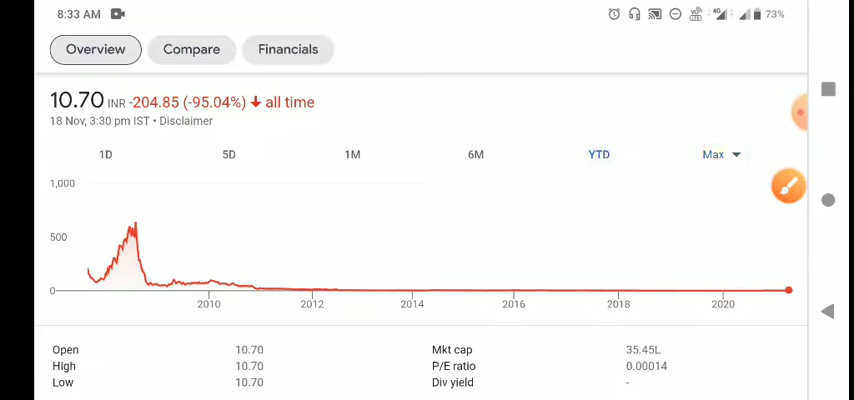 8:33 AM 4G 73%
Overview Compare Financials
10.70 INR -204.85 (-95.04%) all time
18 Nov, 3:30 pm IST • Disclaimer
1D 5D 1M 6M YTD Max
1,000
500
0
2010 2012 2014 2016 2018 2020
Open 10.70 Mkt cap 35.45L
High 10.70 P/E ratio 0.00014
Low 10.70 Div yield -